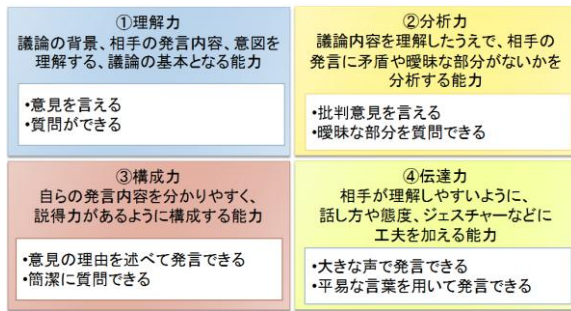 ①理解力
議論の背景、相手の発言内容、意図を
理解する、議論の基本となる能力
•意見を言える
•質問ができる
②分析力
議論内容を理解したうえで、相手の
発言に矛盾や曖昧な部分がないかを
分析する能力
•批判意見を言える
•曖昧な部分を質問できる
③構成力
自らの発言内容を分かりやすく、
説得力があるように構成する能力
•意見の理由を述べて発言できる
•簡潔に質問できる
④伝達力
相手が理解しやすいように、
話し方や態度、ジェスチャーなどに
工夫を加える能力
•大きな声で発言できる
•平易な言葉を用いて発言できる